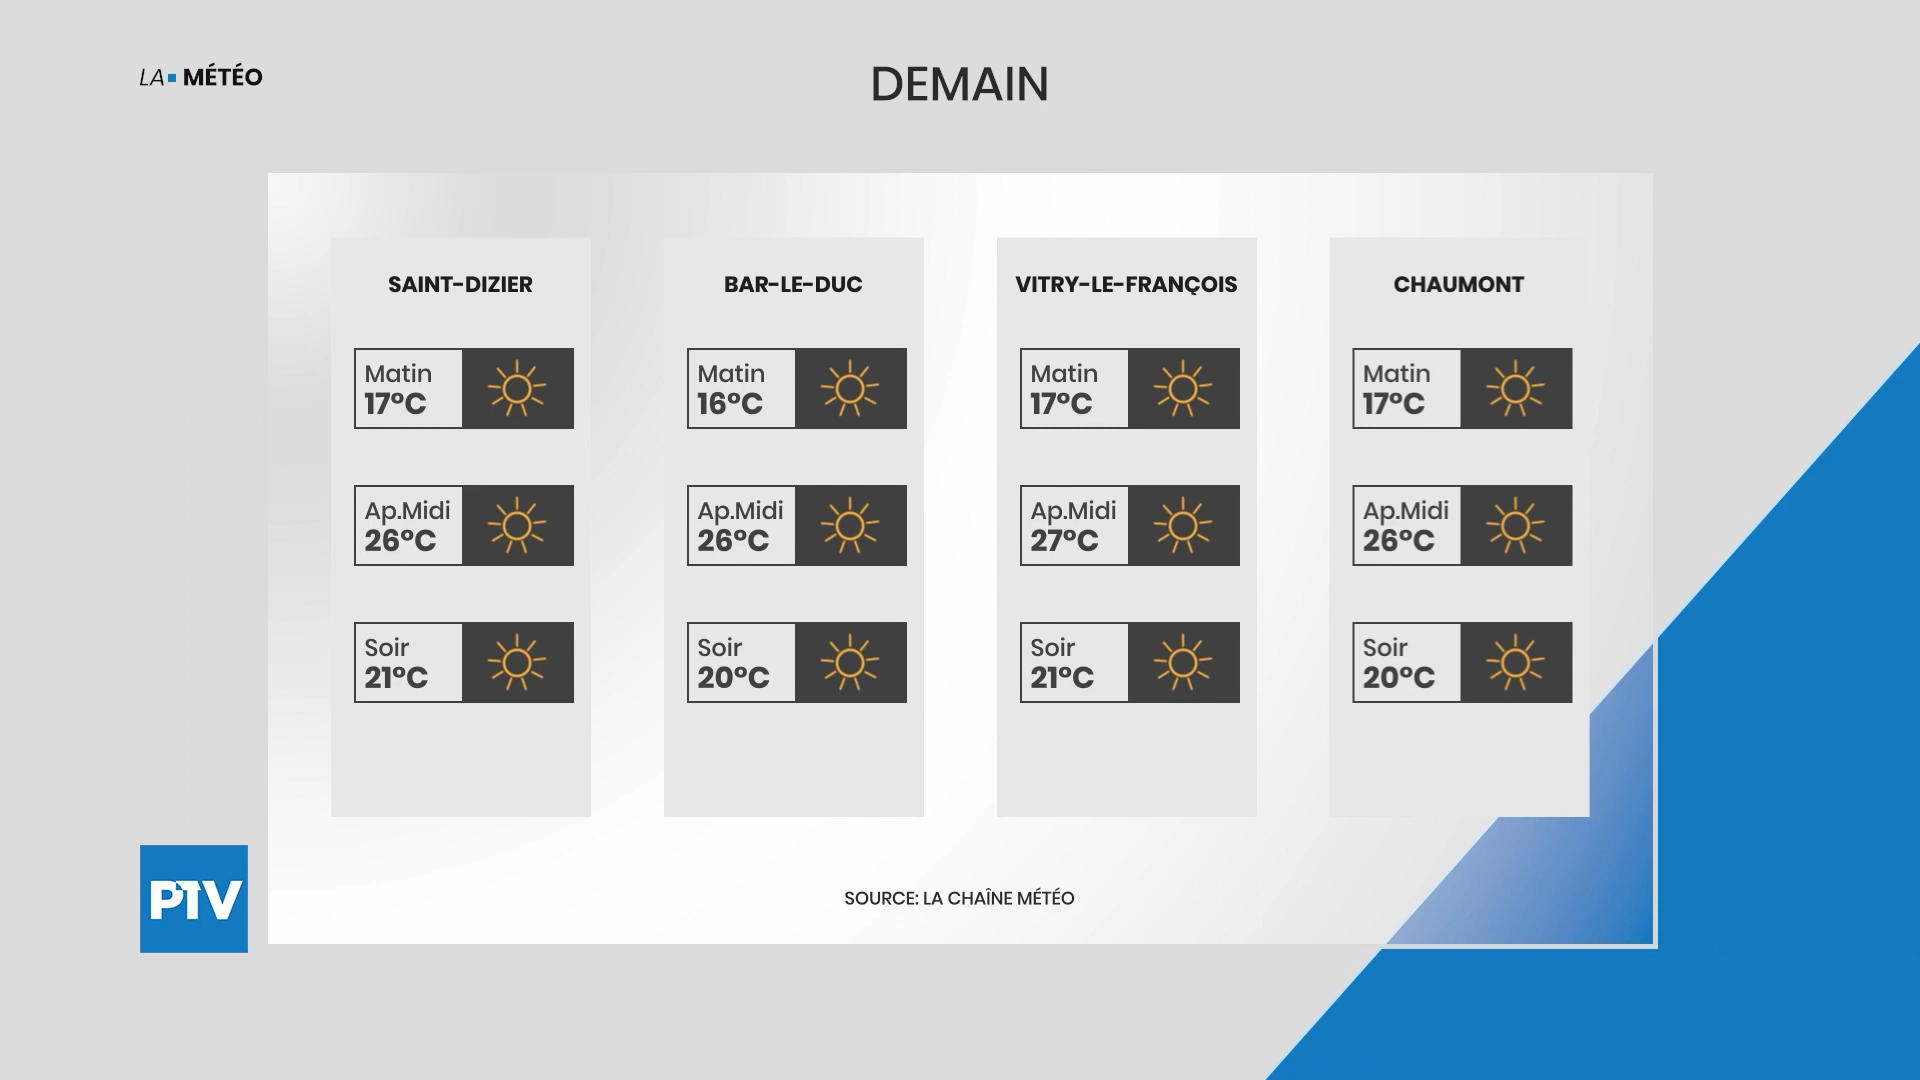 LA MÉTÉO
DEMAIN
SAINT-DIZIER
Matin
17°C
Ap.Midi
26°C
Soir
21°C
BAR-LE-DUC
Matin
16°C
Ap.Midi
26°C
Soir
20°C
VITRY-LE-FRANÇOIS
Matin
17°C
Ap.Midi
27°C
Soir
21°C
CHAUMONT
Matin
17°C
Ap.Midi
26°C
Soir
20°C
PTV
SOURCE: LA CHAÎNE MÉTÉO